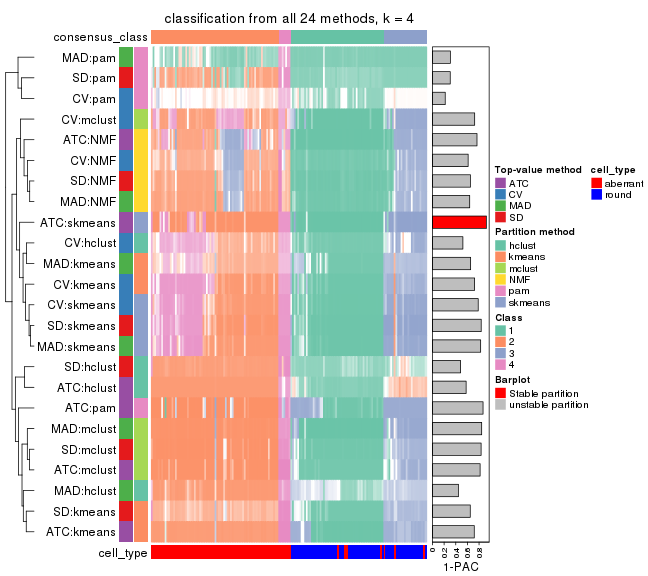 classification from all 24 methods, k = 4
consensus_class
MAD:pam
SD:pam
CV:pam
CV:mclust
ATC:NMF
CV:NMF
SD:NMF
MAD:NMF
ATC:skmeans
CV:hclust
MAD:kmeans
CV:kmeans
CV:skmeans
SD:skmeans
MAD:skmeans
SD:hclust
ATC:hclust
ATC:pam
MAD:mclust
SD:mclust
ATC:mclust
MAD:hclust
SD:kmeans
ATC:kmeans
cell_type
0 0.2 0.4 0.6 0.8
1-PAC
Top-value method
ATC
CV
MAD
SD
Partition method
hclust
kmeans
mclust
NMF
pam
skmeans
Class
1
2
3
4
Barplot
Stable partition
unstable partition
cell_type
aberrant
round